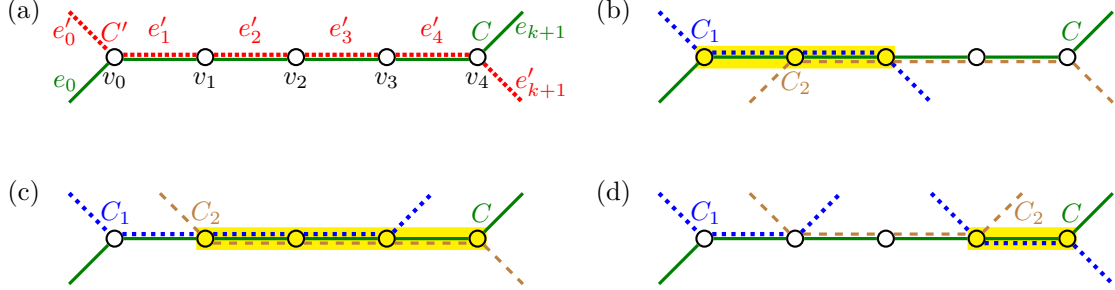 (a) e′₀ C′ e′₁ e′₂ e′₃ e′₄ C eₖ₊₁
e₀ v₀ v₁ v₂ v₃ v₄ e′ₖ₊₁
(b) C₁
C₂
(c) C₁ C₂ C
(d) C₁ C₂ C